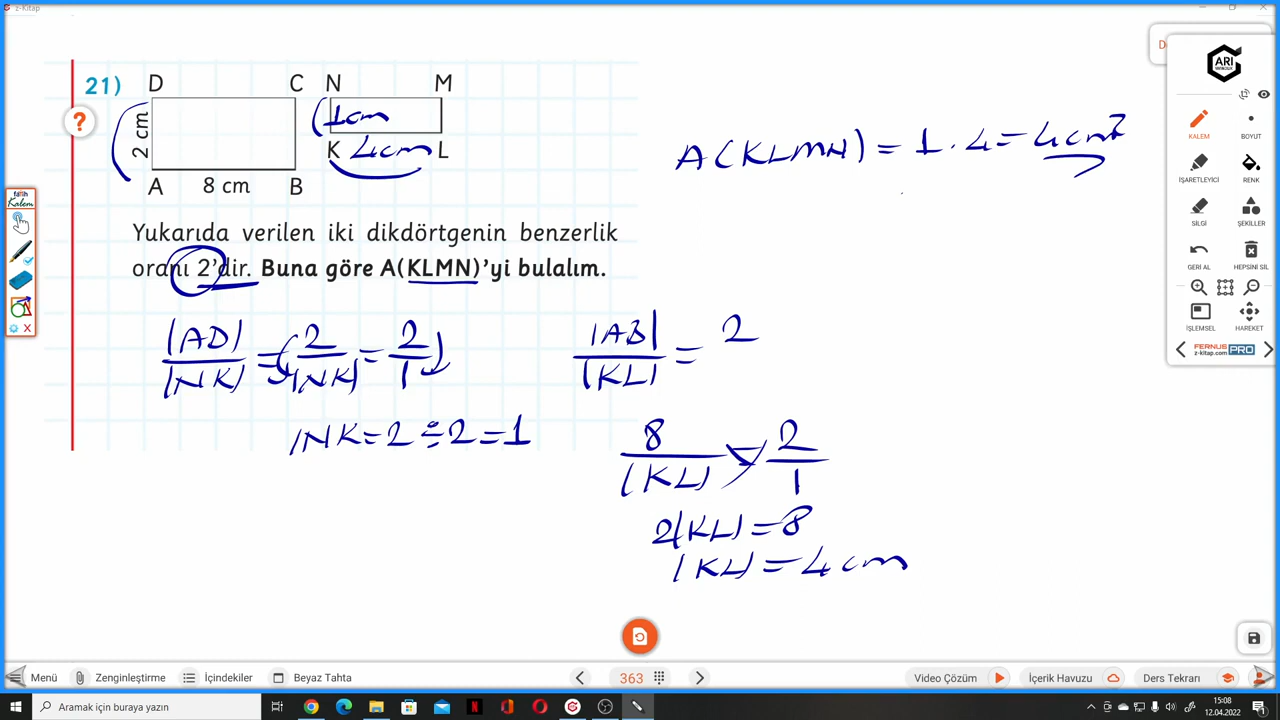 z-Kitap
21)
D C N M
2 cm
1cm
K 4cm L
A 8 cm B
Yukarıda verilen iki dikdörtgenin benzerlik
oranı 2'dir. Buna göre A(KLMN)'yi bulalım.
|AD| / |NK| = 2 / |NK| = 2 / 1
|NK = 2 ÷ 2 = 1
|AB| / |KL| = 2
8 / |KL| 2 / 1
2|KL| = 8
|KL| = 4 cm
A(KLMN) = 1 . 4 = 4cm²
ARI
KALEM
BOYUT
İŞARETLEYİCİ
RENK
SİLGİ
ŞEKİLLER
GERİ AL
HEPSİNİ SİL
İŞLEMSEL
HAREKET
FERNUS PRO
z-kitap.com
fatih
Kalem
Menü
Zenginleştirme
İçindekiler
Beyaz Tahta
363
Video Çözüm
İçerik Havuzu
Ders Tekrarı
Aramak için buraya yazın
15:08
12.04.2022